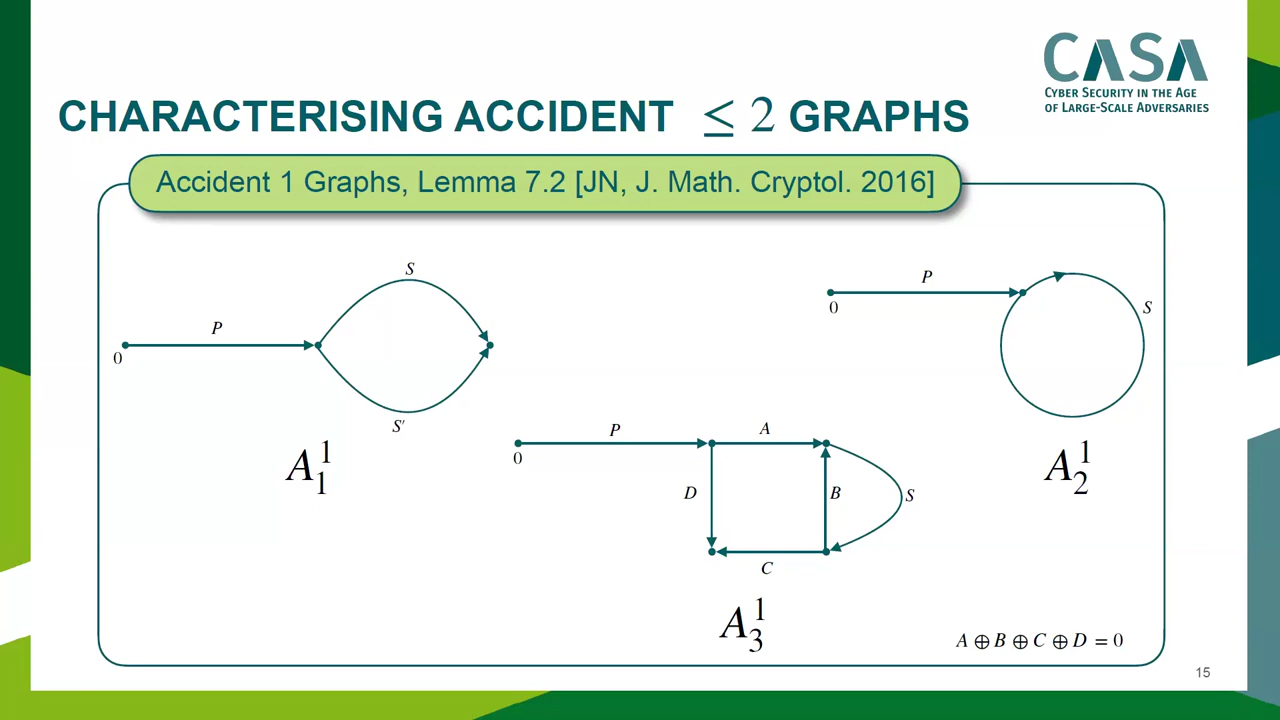 CASA
CYBER SECURITY IN THE AGE
OF LARGE-SCALE ADVERSARIES
CHARACTERISING ACCIDENT ≤ 2 GRAPHS
Accident 1 Graphs, Lemma 7.2 [JN, J. Math. Cryptol. 2016]
S
P
0
S′
A₁¹
P
0
S
A₂¹
P
0
A
D
B
S
C
A₃¹
A ⊕ B ⊕ C ⊕ D = 0
15